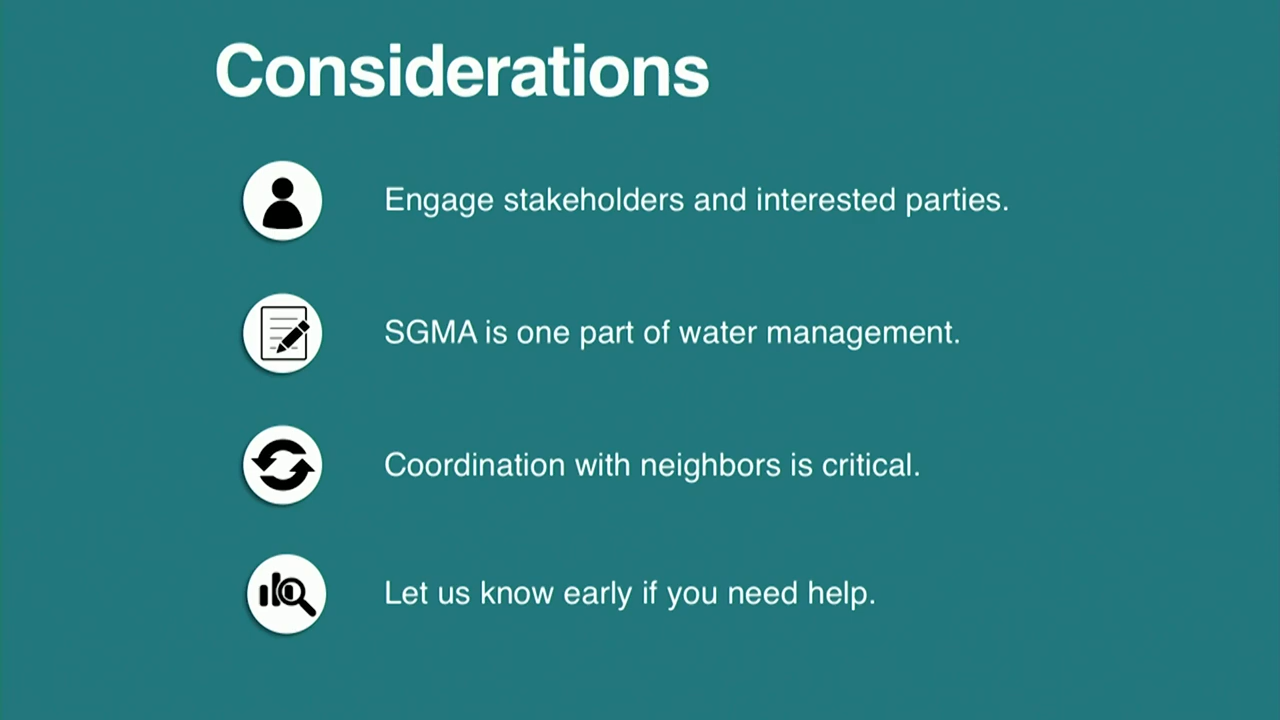 Considerations
Engage stakeholders and interested parties.
SGMA is one part of water management.
Coordination with neighbors is critical.
Let us know early if you need help.